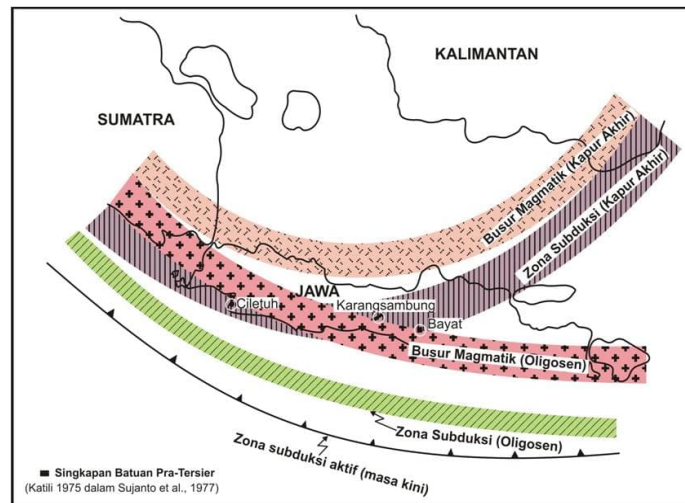 KALIMANTAN
SUMATRA
Busur Magmatik (Kapur Akhir)
Zona Subduksi (Kapur Akhir)
JAWA
Ciletuh
Karangsambung
Bayat
Busur Magmatik (Oligosen)
Zona Subduksi (Oligosen)
Zona subduksi aktif (masa kini)
Singkapan Batuan Pra-Tersier
(Katili 1975 dalam Sujanto et al., 1977)